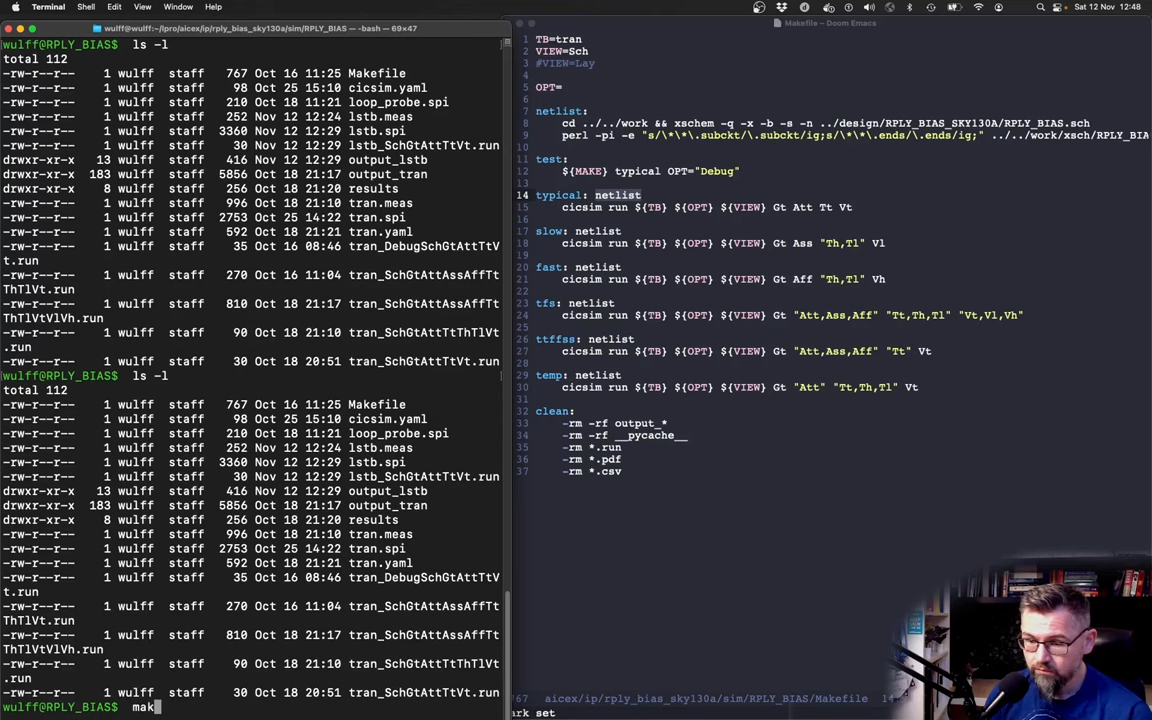 Terminal Shell Edit View Window Help
Sat 12 Nov 12:48
wulff@RPLY_BIAS:~/pro/aicex/ip/rply_bias_sky130a/sim/RPLY_BIAS — -bash — 69×47
wulff@RPLY_BIAS$ ls -l
total 112
-rw-r--r-- 1 wulff staff 767 Oct 16 11:25 Makefile
-rw-r--r-- 1 wulff staff 98 Oct 25 15:10 cicsim.yaml
-rw-r--r-- 1 wulff staff 210 Oct 18 11:21 loop_probe.spi
-rw-r--r-- 1 wulff staff 252 Nov 12 12:29 lstb.meas
-rw-r--r-- 1 wulff staff 3360 Nov 12 12:29 lstb.spi
-rw-r--r-- 1 wulff staff 30 Nov 12 12:29 lstb_SchGtAttTtVt.run
drwxr-xr-x 13 wulff staff 416 Nov 12 12:29 output_lstb
drwxr-xr-x 183 wulff staff 5856 Oct 18 21:17 output_tran
drwxr-xr-x 8 wulff staff 256 Oct 18 21:20 results
-rw-r--r-- 1 wulff staff 996 Oct 18 21:10 tran.meas
-rw-r--r-- 1 wulff staff 2753 Oct 25 14:22 tran.spi
-rw-r--r-- 1 wulff staff 592 Oct 18 21:21 tran.yaml
-rw-r--r-- 1 wulff staff 35 Oct 16 08:46 tran_DebugSchGtAttTtV
t.run
-rw-r--r-- 1 wulff staff 270 Oct 16 11:04 tran_SchGtAttAssAffTt
ThTlVt.run
-rw-r--r-- 1 wulff staff 810 Oct 18 21:17 tran_SchGtAttAssAffTt
ThTlVtVlVh.run
-rw-r--r-- 1 wulff staff 90 Oct 18 21:10 tran_SchGtAttTtThTlVt
.run
-rw-r--r-- 1 wulff staff 30 Oct 18 20:51 tran_SchGtAttTtVt.run
wulff@RPLY_BIAS$ ls -l
total 112
-rw-r--r-- 1 wulff staff 767 Oct 16 11:25 Makefile
-rw-r--r-- 1 wulff staff 98 Oct 25 15:10 cicsim.yaml
-rw-r--r-- 1 wulff staff 210 Oct 18 11:21 loop_probe.spi
-rw-r--r-- 1 wulff staff 252 Nov 12 12:29 lstb.meas
-rw-r--r-- 1 wulff staff 3360 Nov 12 12:29 lstb.spi
-rw-r--r-- 1 wulff staff 30 Nov 12 12:29 lstb_SchGtAttTtVt.run
drwxr-xr-x 13 wulff staff 416 Nov 12 12:29 output_lstb
drwxr-xr-x 183 wulff staff 5856 Oct 18 21:17 output_tran
drwxr-xr-x 8 wulff staff 256 Oct 18 21:20 results
-rw-r--r-- 1 wulff staff 996 Oct 18 21:10 tran.meas
-rw-r--r-- 1 wulff staff 2753 Oct 25 14:22 tran.spi
-rw-r--r-- 1 wulff staff 592 Oct 18 21:21 tran.yaml
-rw-r--r-- 1 wulff staff 35 Oct 16 08:46 tran_DebugSchGtAttTtV
t.run
-rw-r--r-- 1 wulff staff 270 Oct 16 11:04 tran_SchGtAttAssAffTt
ThTlVt.run
-rw-r--r-- 1 wulff staff 810 Oct 18 21:17 tran_SchGtAttAssAffTt
ThTlVtVlVh.run
-rw-r--r-- 1 wulff staff 90 Oct 18 21:10 tran_SchGtAttTtThTlVt
.run
-rw-r--r-- 1 wulff staff 30 Oct 18 20:51 tran_SchGtAttTtVt.run
wulff@RPLY_BIAS$ mak
Makefile – Doom Emacs
1 TB=tran
2 VIEW=Sch
3 #VIEW=Lay
4
5 OPT=
6
7 netlist:
8 cd ../../work && xschem -q -x -b -s -n ../design/RPLY_BIAS_SKY130A/RPLY_BIAS.sch
9 perl -pi -e "s/\*\*\.subckt/\.subckt/ig;s/\*\*\.ends/\.ends/ig;" ../../work/xsch/RPLY_BIA
10
11 test:
12 ${MAKE} typical OPT="Debug"
13
14 typical: netlist
15 cicsim run ${TB} ${OPT} ${VIEW} Gt Att Tt Vt
16
17 slow: netlist
18 cicsim run ${TB} ${OPT} ${VIEW} Gt Ass "Th,Tl" Vl
19
20 fast: netlist
21 cicsim run ${TB} ${OPT} ${VIEW} Gt Aff "Th,Tl" Vh
22
23 tfs: netlist
24 cicsim run ${TB} ${OPT} ${VIEW} Gt "Att,Ass,Aff" "Tt,Th,Tl" "Vt,Vl,Vh"
25
26 ttffss: netlist
27 cicsim run ${TB} ${OPT} ${VIEW} Gt "Att,Ass,Aff" "Tt" Vt
28
29 temp: netlist
30 cicsim run ${TB} ${OPT} ${VIEW} Gt "Att" "Tt,Th,Tl" Vt
31
32 clean:
33 -rm -rf output_*
34 -rm -rf __pycache__
35 -rm *.run
36 -rm *.pdf
37 -rm *.csv
767 aicex/ip/rply_bias_sky130a/sim/RPLY_BIAS/Makefile 14
ark set